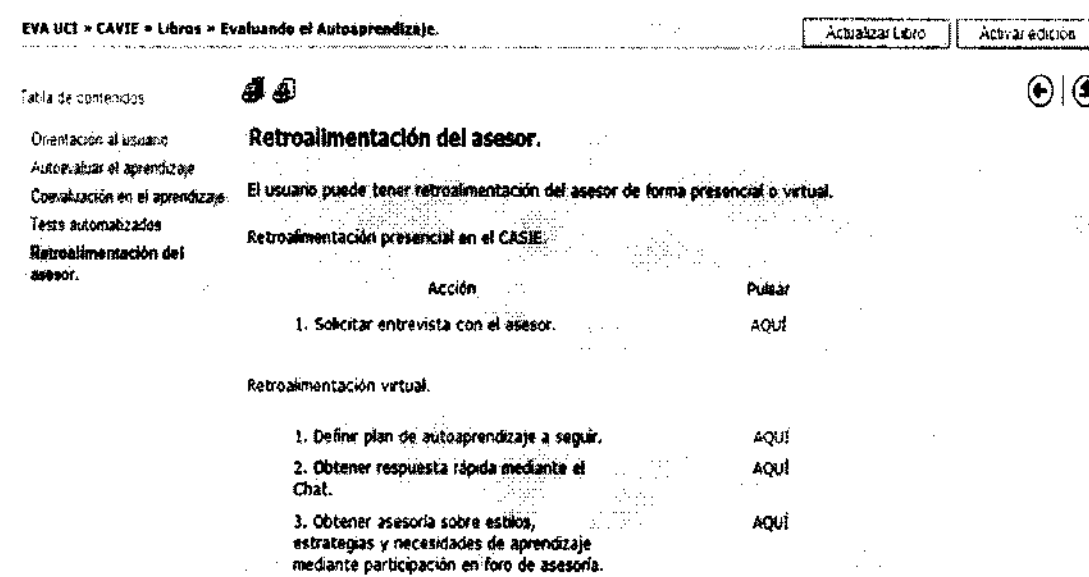 EVA UCI » CAVIE » Libros » Evaluando el Autoaprendizaje.
Actualizar Libro
Activar edición
Tabla de contenidos
Orientación al usuario
Autoevaluar el aprendizaje
Coevaluación en el aprendizaje
Tests automatizados
Retroalimentación del
asesor.
Retroalimentación del asesor.
El usuario puede tener retroalimentación del asesor de forma presencial o virtual.
Retroalimentación presencial en el CASIE.
Acción Pulsar
1. Solicitar entrevista con el asesor. AQUÍ
Retroalimentación virtual.
1. Definir plan de autoaprendizaje a seguir. AQUÍ
2. Obtener respuesta rápida mediante el AQUÍ
Chat.
3. Obtener asesoría sobre estilos, AQUÍ
estrategias y necesidades de aprendizaje
mediante participación en foro de asesoría.